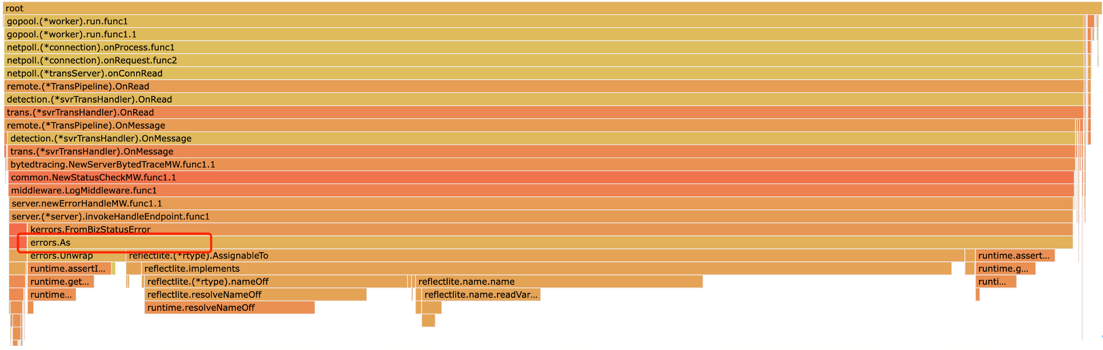 root
gopool.(*worker).run.func1
gopool.(*worker).run.func1.1
netpoll.(*connection).onProcess.func1
netpoll.(*connection).onRequest.func2
netpoll.(*transServer).onConnRead
remote.(*TransPipeline).OnRead
detection.(*svrTransHandler).OnRead
trans.(*svrTransHandler).OnRead
remote.(*TransPipeline).OnMessage
detection.(*svrTransHandler).OnMessage
trans.(*svrTransHandler).OnMessage
bytedtracing.NewServerBytedTraceMW.func1.1
common.NewStatusCheckMW.func1.1
middleware.LogMiddleware.func1
server.newErrorHandleMW.func1.1
server.(*server).invokeHandleEndpoint.func1
kerrors.FromBizStatusError
errors.As
errors.Unwrap reflectlite.(*rtype).AssignableTo runtime.assert...
runtime.assertI... reflectlite.implements runtime.g...
runtime.get... reflectlite.(*rtype).nameOff reflectlite.name.name runti...
runtime... reflectlite.resolveNameOff reflectlite.name.readVar...
runtime.resolveNameOff